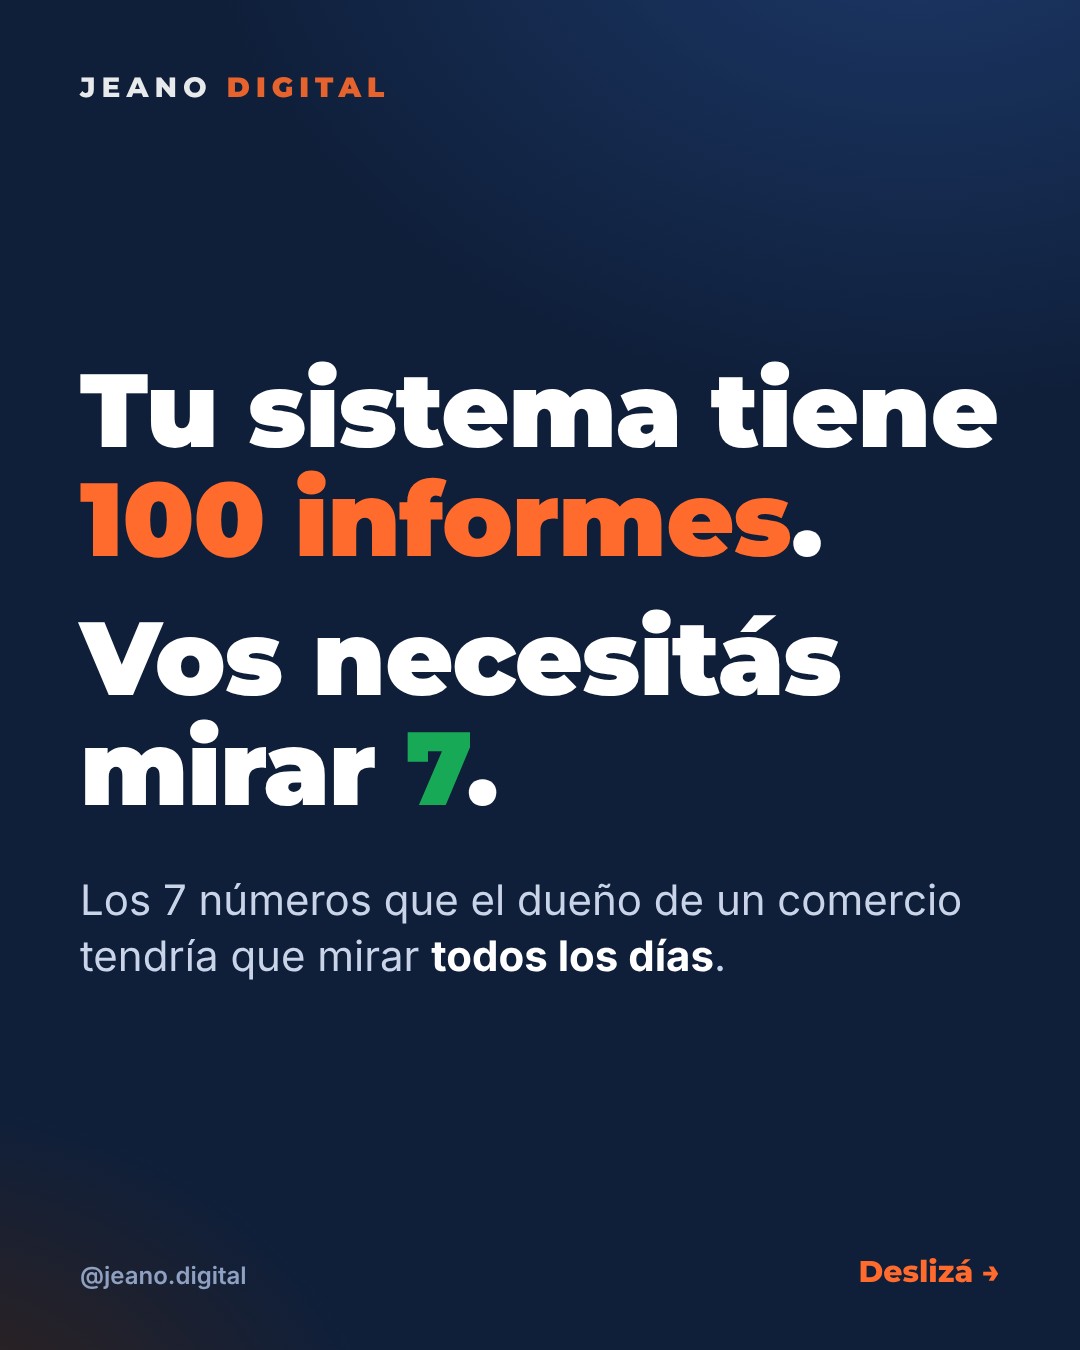 JEANO DIGITAL
Tu sistema tiene
100 informes.
Vos necesitás
mirar 7.
Los 7 números que el dueño de un comercio
tendría que mirar todos los días.
@jeano.digital
Deslizá →